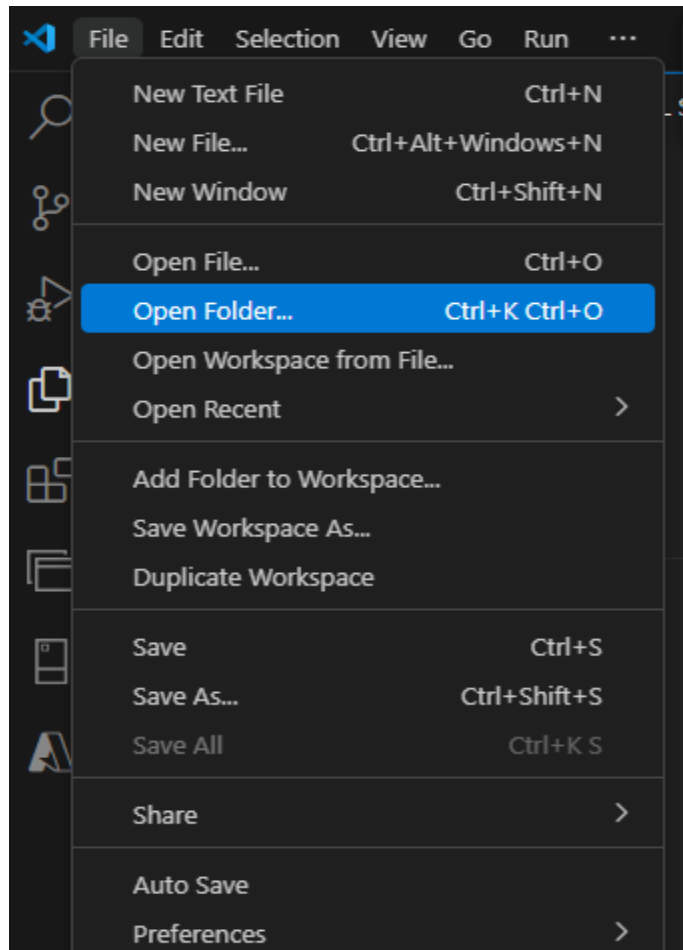 File Edit Selection View Go Run ...
New Text File Ctrl+N
New File... Ctrl+Alt+Windows+N
New Window Ctrl+Shift+N
Open File... Ctrl+O
Open Folder... Ctrl+K Ctrl+O
Open Workspace from File...
Open Recent
Add Folder to Workspace...
Save Workspace As...
Duplicate Workspace
Save Ctrl+S
Save As... Ctrl+Shift+S
Save All Ctrl+K S
Share
Auto Save
Preferences